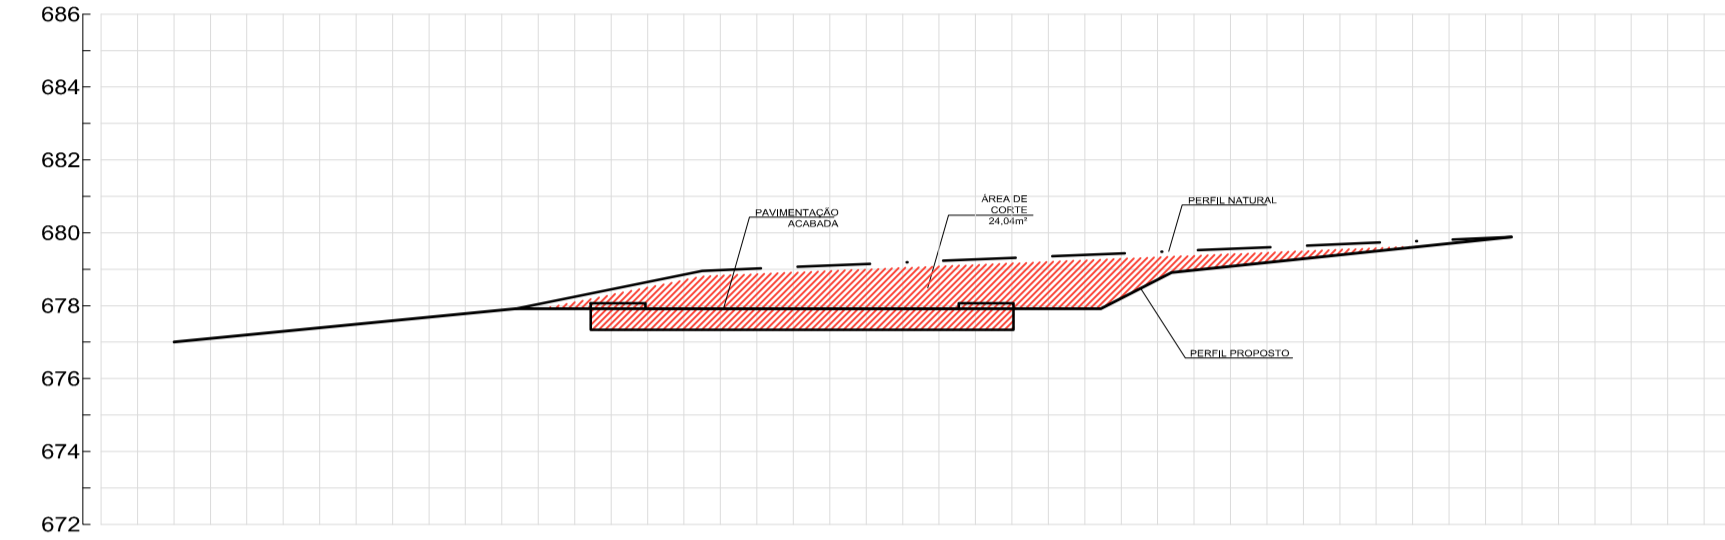 686
684
682
680
678
676
674
672
PAVIMENTAÇÃO
ACABADA
ÁREA DE
CORTE
24,04m²
PERFIL NATURAL
PERFIL PROPOSTO